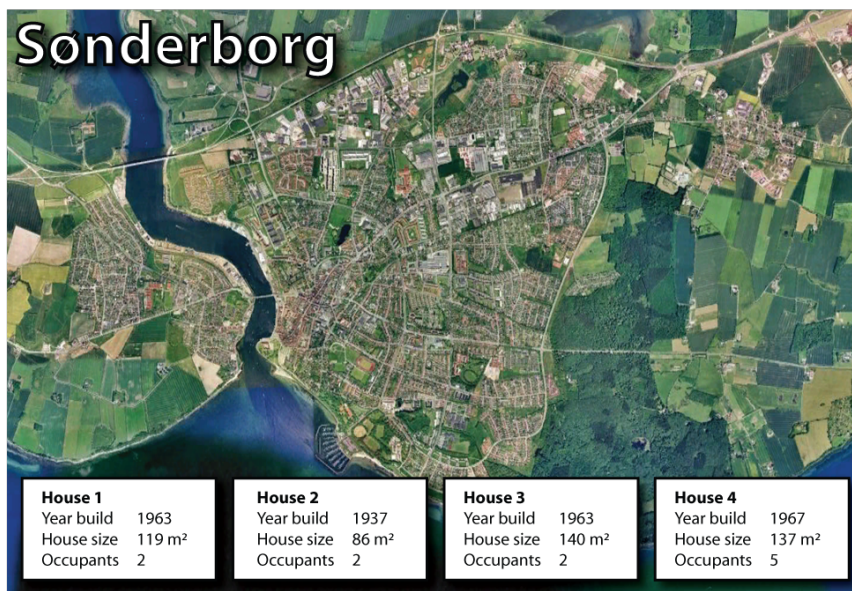 Sønderborg
House 1
Year build 1963
House size 119 m²
Occupants 2
House 2
Year build 1937
House size 86 m²
Occupants 2
House 3
Year build 1963
House size 140 m²
Occupants 2
House 4
Year build 1967
House size 137 m²
Occupants 5